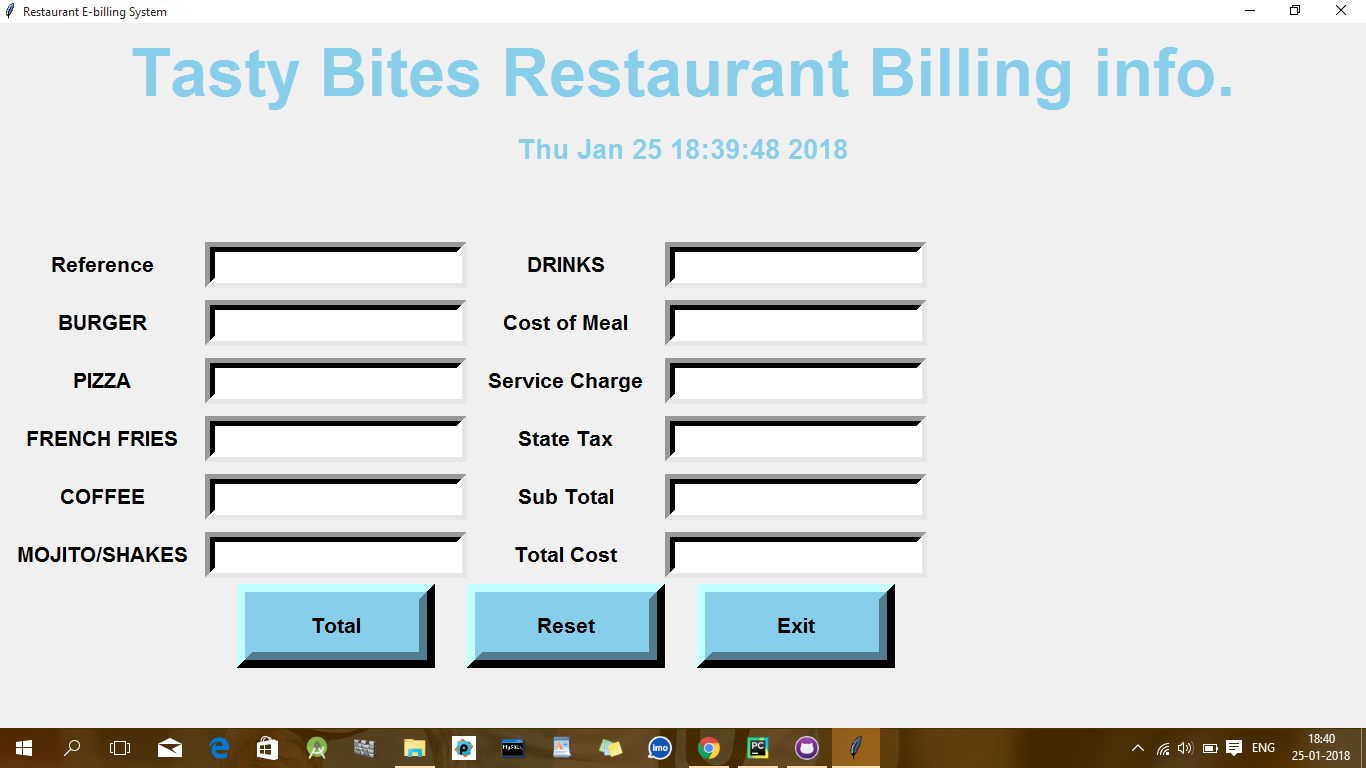 Restaurant E-billing System
Tasty Bites Restaurant Billing info.
Thu Jan 25 18:39:48 2018
Reference
DRINKS
BURGER
Cost of Meal
PIZZA
Service Charge
FRENCH FRIES
State Tax
COFFEE
Sub Total
MOJITO/SHAKES
Total Cost
Total
Reset
Exit
MySQL
imo
PC
ENG
18:40
25-01-2018